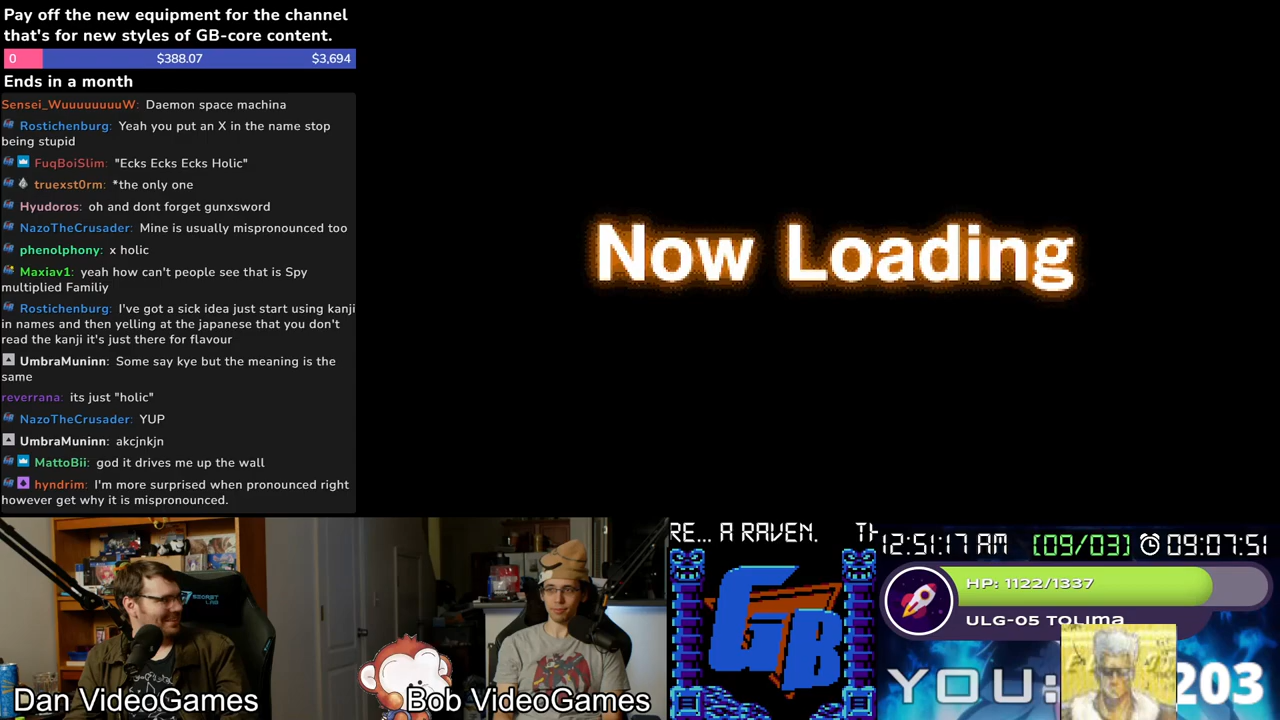 Pay off the new equipment for the channel
that's for new styles of GB-core content.
0 $388.07 $3,694
Ends in a month
Sensei_WuuuuuuuuW: Daemon space machina
Rostichenburg: Yeah you put an X in the name stop
being stupid
FuqBoiSlim: "Ecks Ecks Ecks Holic"
truexst0rm: *the only one
Hyudoros: oh and dont forget gunxsword
NazoTheCrusader: Mine is usually mispronounced too
phenolphony: x holic
Maxiav1: yeah how can't people see that is Spy
multiplied Familiy
Rostichenburg: I've got a sick idea just start using kanji
in names and then yelling at the japanese that you don't
read the kanji it's just there for flavour
UmbraMuninn: Some say kye but the meaning is the
same
reverrana: its just "holic"
NazoTheCrusader: YUP
UmbraMuninn: akcjnkjn
MattoBii: god it drives me up the wall
hyndrim: I'm more surprised when pronounced right
however get why it is mispronounced.
Now Loading
SECRET
LAB
Dan VideoGames
Bob VideoGames
RE... A RAVEN. TH
GB
12:51:17 AM [09/03] 09:07:51
HP: 1122/1337
ULG-05 TOLIMA
YOU: 203